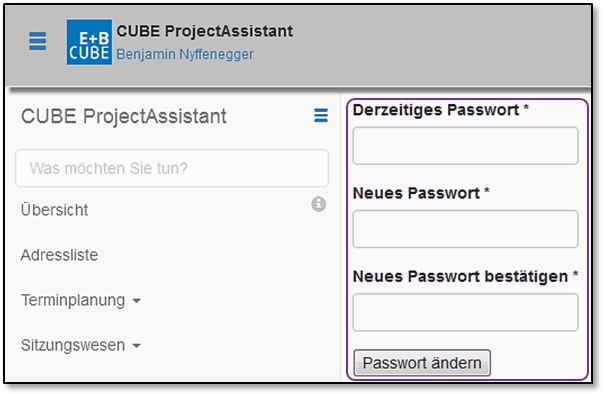 E+B
CUBE
CUBE ProjectAssistant
Benjamin Nyffenegger
CUBE ProjectAssistant
Was möchten Sie tun?
Übersicht
Adressliste
Terminplanung
Sitzungswesen
Derzeitiges Passwort *
Neues Passwort *
Neues Passwort bestätigen *
Passwort ändern